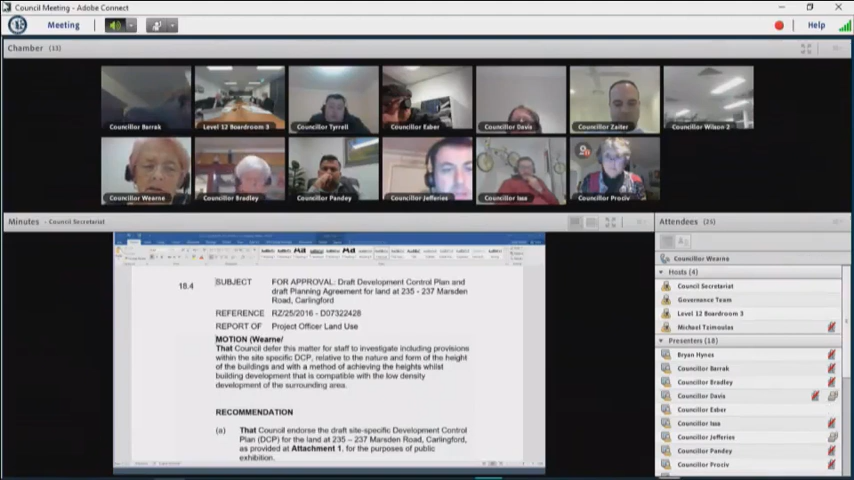 Council Meeting - Adobe Connect
Meeting
Help
Chamber (13)
Councillor Barrak
Level 12 Boardroom 3
Councillor Tyrrell
Councillor Esber
Councillor Davis
Councillor Zaiter
Councillor Wilson 2
Councillor Wearne
Councillor Bradley
Councillor Pandey
Councillor Jefferies
Councillor Issa
Councillor Prociv
Minutes - Council Secretariat
18.4
SUBJECT FOR APPROVAL: Draft Development Control Plan and
draft Planning Agreement for land at 235 - 237 Marsden
Road, Carlingford
REFERENCE RZ/25/2016 - D07322428
REPORT OF Project Officer Land Use
MOTION (Wearne/
That Council defer this matter for staff to investigate including provisions
within the site specific DCP, relative to the nature and form of the height
of the buildings and with a method of achieving the heights whilst
building development that is compatible with the low density
development of the surrounding area.
RECOMMENDATION
(a) That Council endorse the draft site-specific Development Control
Plan (DCP) for the land at 235 – 237 Marsden Road, Carlingford,
as provided at Attachment 1, for the purposes of public
exhibition.
Attendees (25)
Councillor Wearne
Hosts (4)
Council Secretariat
Governance Team
Level 12 Boardroom 3
Michael Tzimoulas
Presenters (18)
Bryan Hynes
Councillor Barrak
Councillor Bradley
Councillor Davis
Councillor Esber
Councillor Issa
Councillor Jefferies
Councillor Pandey
Councillor Prociv